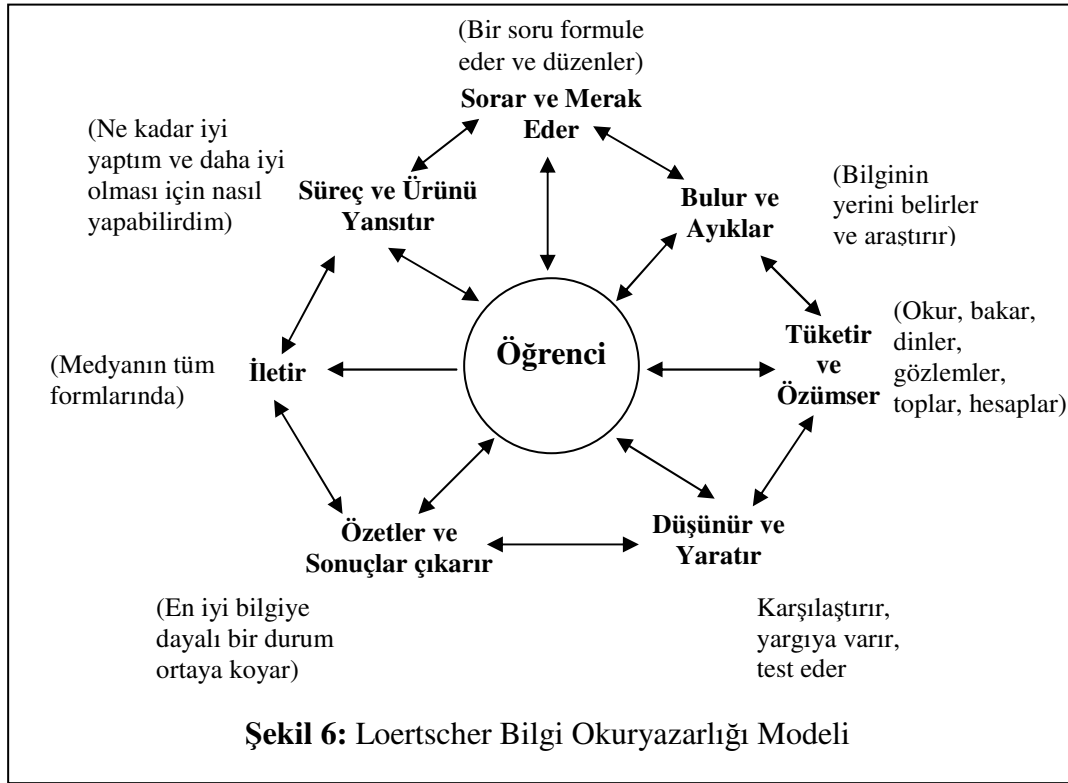 (Bir soru formule
eder ve düzenler)
Sorar ve Merak
Eder
(Ne kadar iyi
yaptım ve daha iyi
olması için nasıl
yapabilirdim)
Süreç ve Ürünü
Yansıtır
Bulur ve
Ayıklar
(Bilginin
yerini belirler
ve araştırır)
Öğrenci
(Medyanın tüm
formlarında)
İletir
Tüketir
ve
Özümser
(Okur, bakar,
dinler,
gözlemler,
toplar, hesaplar)
Özetler ve
Sonuçlar çıkarır
Düşünür ve
Yaratır
(En iyi bilgiye
dayalı bir durum
ortaya koyar)
Karşılaştırır,
yargıya varır,
test eder
Şekil 6: Loertscher Bilgi Okuryazarlığı Modeli